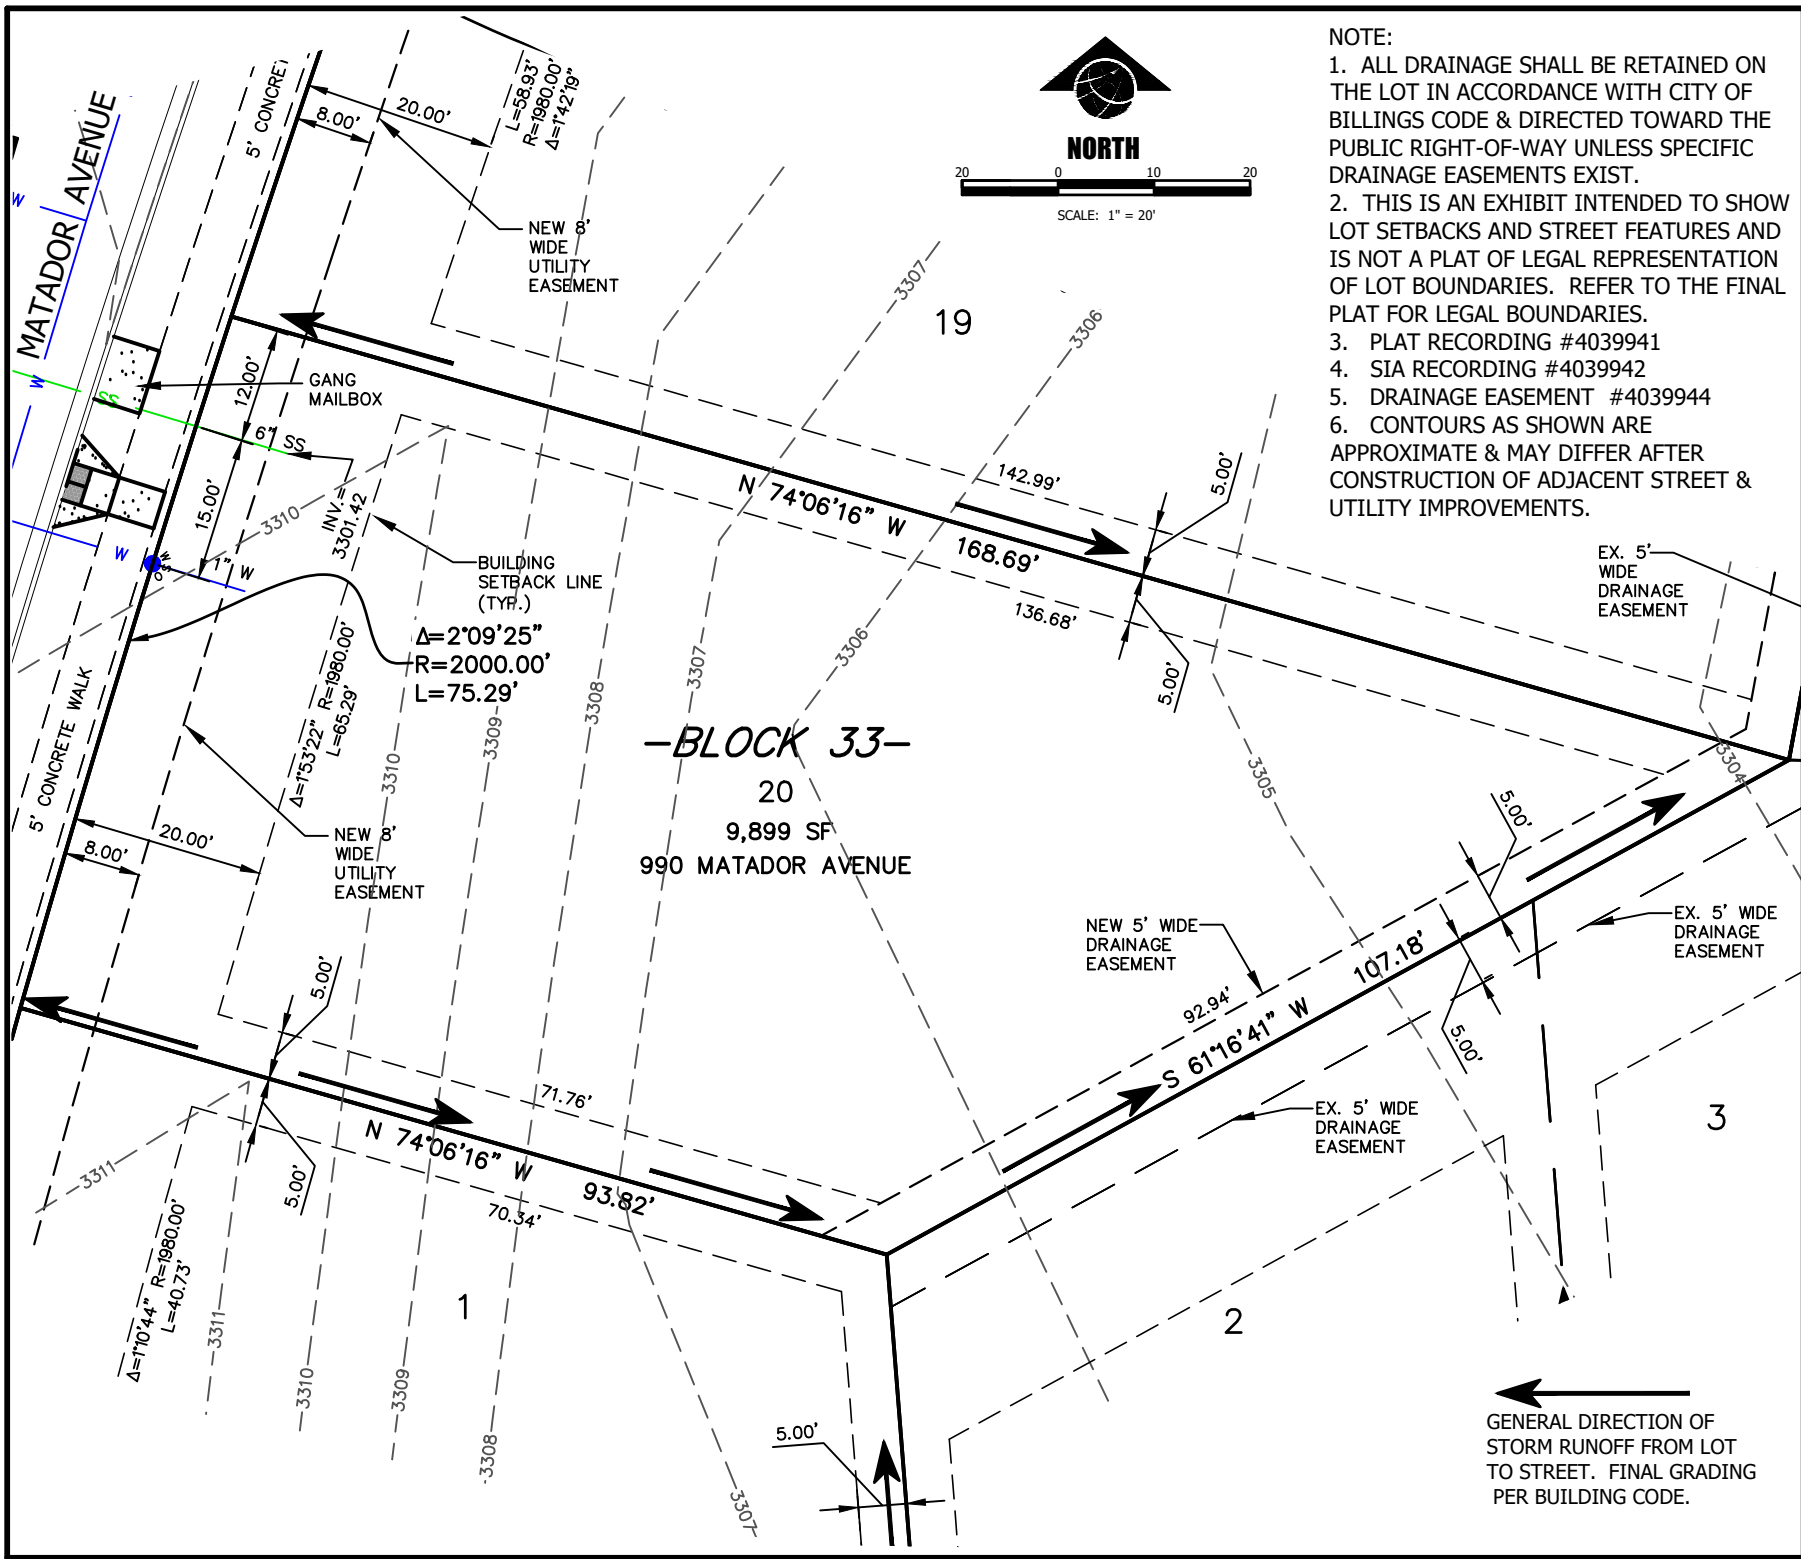 NOTE:
1. ALL DRAINAGE SHALL BE RETAINED ON
THE LOT IN ACCORDANCE WITH CITY OF
BILLINGS CODE & DIRECTED TOWARD THE
PUBLIC RIGHT-OF-WAY UNLESS SPECIFIC
DRAINAGE EASEMENTS EXIST.
2. THIS IS AN EXHIBIT INTENDED TO SHOW
LOT SETBACKS AND STREET FEATURES AND
IS NOT A PLAT OF LEGAL REPRESENTATION
OF LOT BOUNDARIES. REFER TO THE FINAL
PLAT FOR LEGAL BOUNDARIES.
3. PLAT RECORDING #4039941
4. SIA RECORDING #4039942
5. DRAINAGE EASEMENT #4039944
6. CONTOURS AS SHOWN ARE
APPROXIMATE & MAY DIFFER AFTER
CONSTRUCTION OF ADJACENT STREET &
UTILITY IMPROVEMENTS.
NORTH
20 0 10 20
SCALE: 1" = 20'
MATADOR AVENUE
W
W
5' CONCRET
8.00'
20.00'
L=58.93'
R=1980.00'
Δ=1°42'19"
NEW 8'
WIDE
UTILITY
EASEMENT
3307
3306
19
GANG
MAILBOX
12.00'
SS
6" SS
15.00'
3310
INV.=
3301.42
W
W
SO
1" W
BUILDING
SETBACK LINE
(TYP.)
Δ=2°09'25"
R=2000.00'
L=75.29'
142.99'
N 74°06'16" W
168.69'
136.68'
5.00'
5.00'
EX. 5'
WIDE
DRAINAGE
EASEMENT
Δ=1°53'22" R=1980.00'
L=65.29'
3310
3309
3308
3307
3306
3305
3304
-BLOCK 33-
20
9,899 SF
990 MATADOR AVENUE
5' CONCRETE WALK
8.00'
20.00'
NEW 8'
WIDE
UTILITY
EASEMENT
5.00'
5.00'
NEW 5' WIDE
DRAINAGE
EASEMENT
EX. 5' WIDE
DRAINAGE
EASEMENT
92.94'
S 61°16'41" W
107.18'
5.00'
5.00'
71.76'
N 74°06'16" W
93.82'
70.34'
EX. 5' WIDE
DRAINAGE
EASEMENT
3311
Δ=1°10'44" R=1980.00'
L=40.73'
3311
3310
3309
3308
3307
1
2
3
5.00'
GENERAL DIRECTION OF
STORM RUNOFF FROM LOT
TO STREET. FINAL GRADING
PER BUILDING CODE.